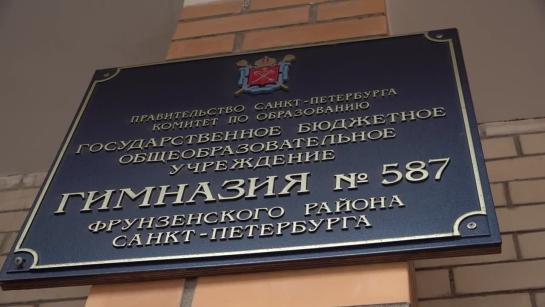 ПРАВИТЕЛЬСТВО САНКТ-ПЕТЕРБУРГА
КОМИТЕТ ПО ОБРАЗОВАНИЮ
ГОСУДАРСТВЕННОЕ БЮДЖЕТНОЕ
ОБЩЕОБРАЗОВАТЕЛЬНОЕ
УЧРЕЖДЕНИЕ
ГИМНАЗИЯ № 587
ФРУНЗЕНСКОГО РАЙОНА
САНКТ-ПЕТЕРБУРГА